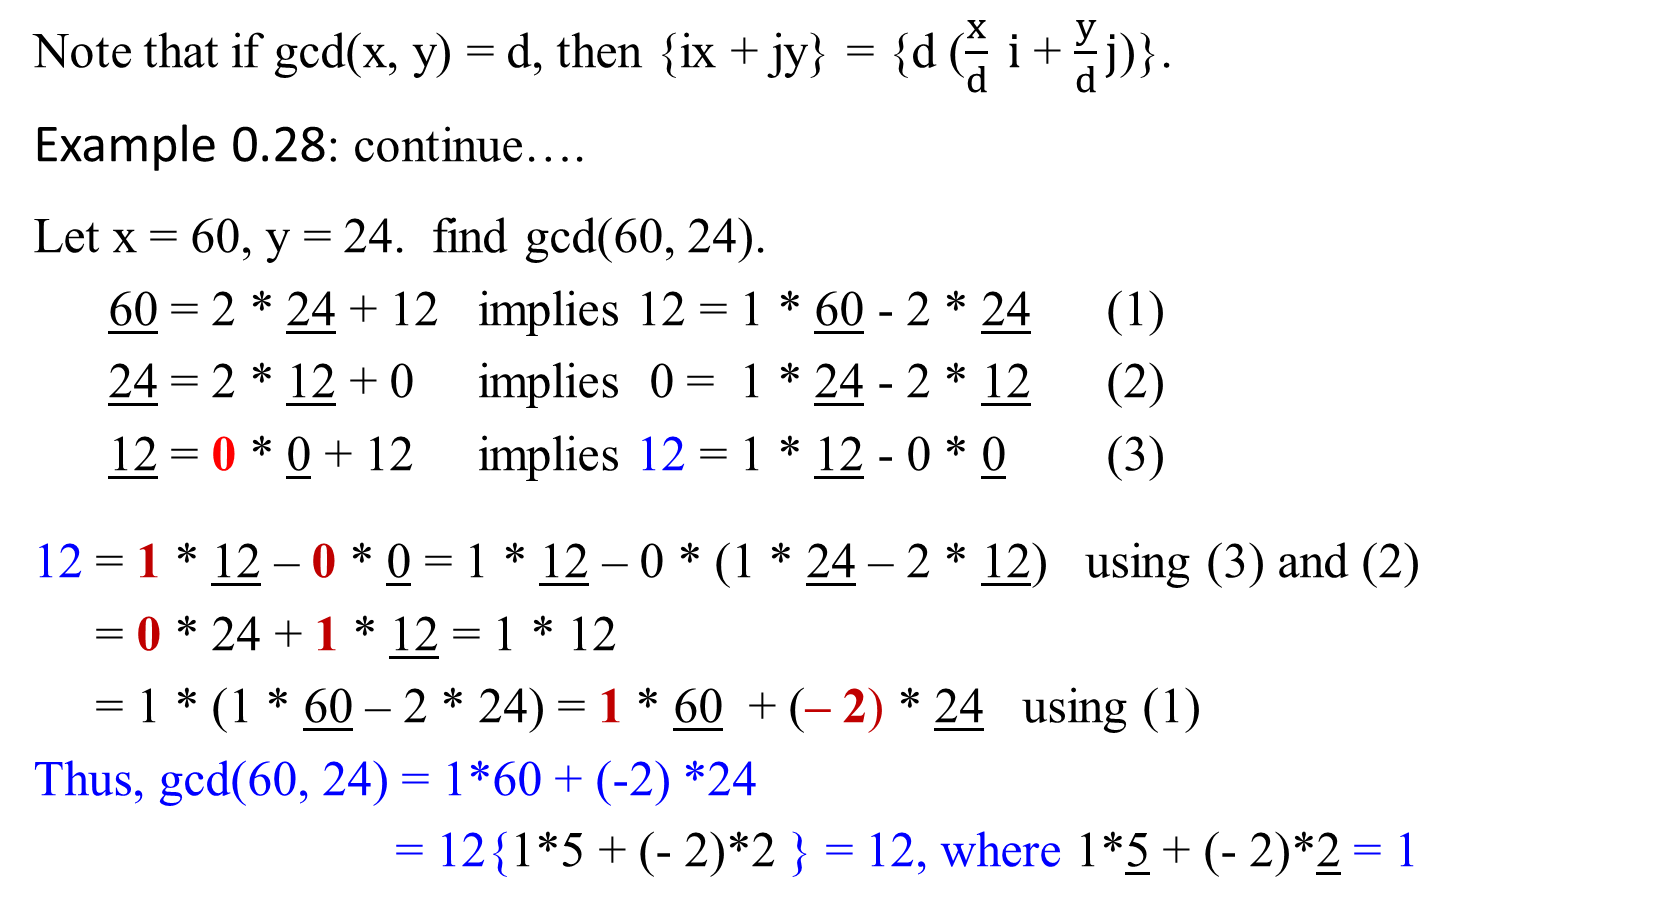 Note that if gcd(x, y) = d, then {ix + jy} = {d (x/d i + y/d j)}.
Example 0.28: continue….
Let x = 60, y = 24. find gcd(60, 24).
60 = 2 * 24 + 12 implies 12 = 1 * 60 - 2 * 24 (1)
24 = 2 * 12 + 0 implies 0 = 1 * 24 - 2 * 12 (2)
12 = 0 * 0 + 12 implies 12 = 1 * 12 - 0 * 0 (3)
12 = 1 * 12 – 0 * 0 = 1 * 12 – 0 * (1 * 24 – 2 * 12) using (3) and (2)
= 0 * 24 + 1 * 12 = 1 * 12
= 1 * (1 * 60 – 2 * 24) = 1 * 60 + (– 2) * 24 using (1)
Thus, gcd(60, 24) = 1*60 + (-2) *24
= 12{1*5 + (- 2)*2 } = 12, where 1*5 + (- 2)*2 = 1